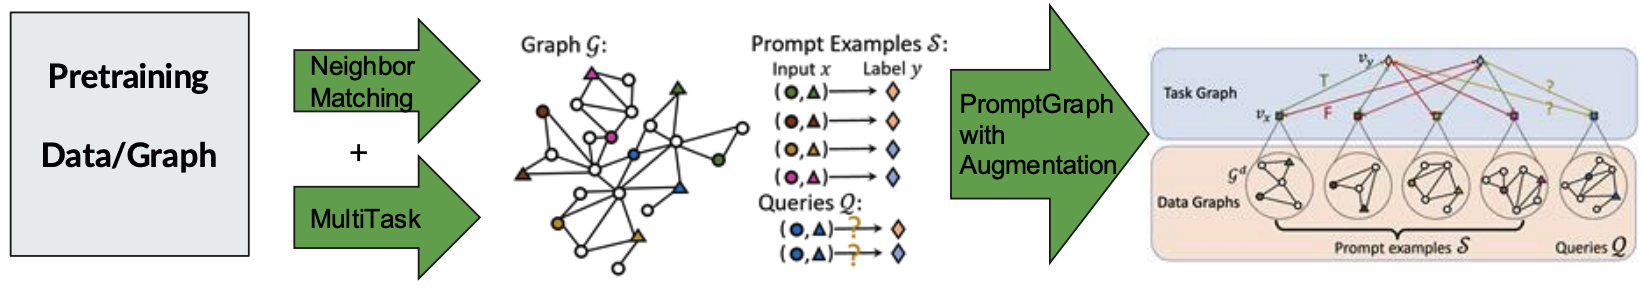 Pretraining
Data/Graph
Neighbor
Matching
+
MultiTask
Graph 𝒢:
Prompt Examples 𝒮:
Input x Label y
( , )
( , )
( , )
( , )
Queries 𝒬:
( , ) ?
( , ) ?
PromptGraph
with
Augmentation
Task Graph
v_y
T
F
?
?
v_x
𝒢^d
Data Graphs
Prompt examples 𝒮
Queries 𝒬